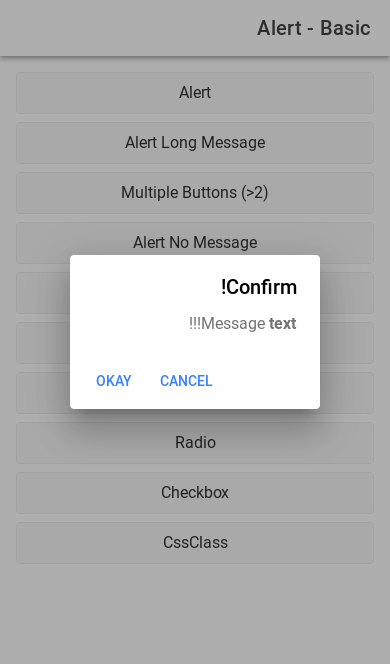 Alert - Basic
Alert
Alert Long Message
Multiple Buttons (>2)
Alert No Message
!Confirm
!!!Message text
OKAY CANCEL
Radio
Checkbox
CssClass